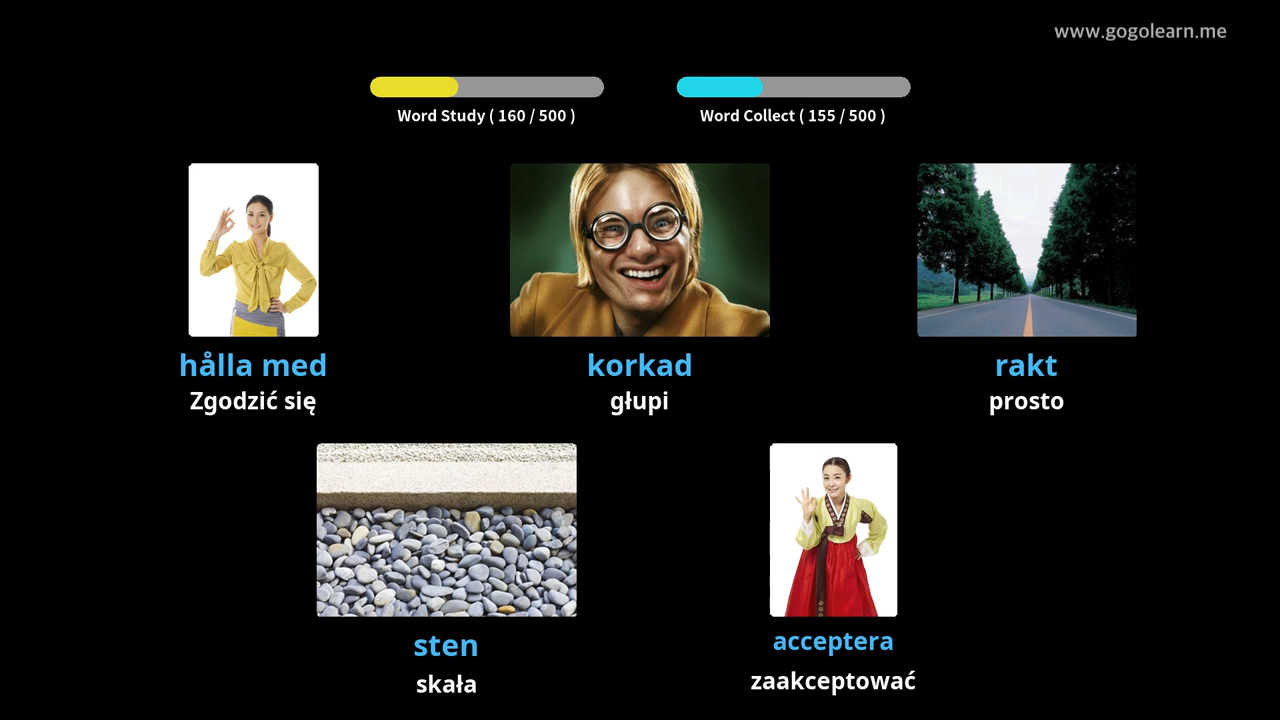 www.gogolearn.me
Word Study ( 160 / 500 )
Word Collect ( 155 / 500 )
hålla med
Zgodzić się
korkad
głupi
rakt
prosto
sten
skała
acceptera
zaakceptować